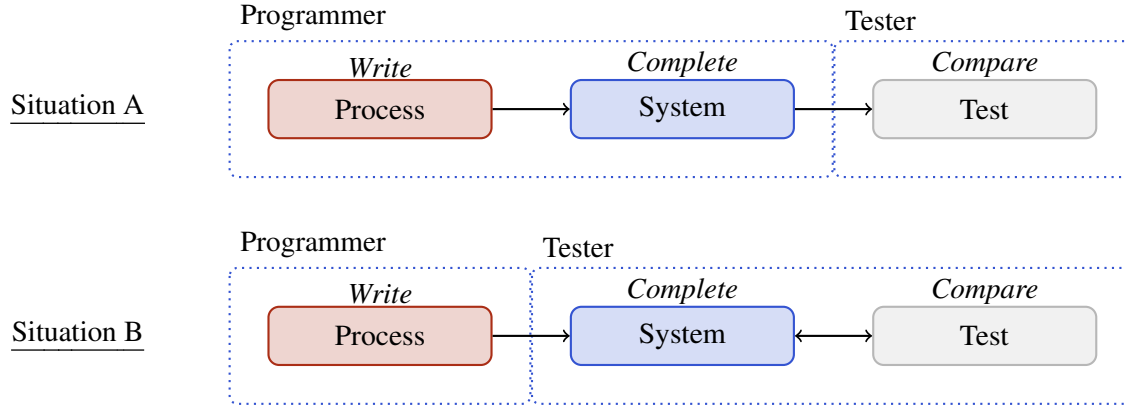 Programmer
Tester
Write
Complete
Compare
Situation A
Process
System
Test
Programmer
Tester
Write
Complete
Compare
Situation B
Process
System
Test